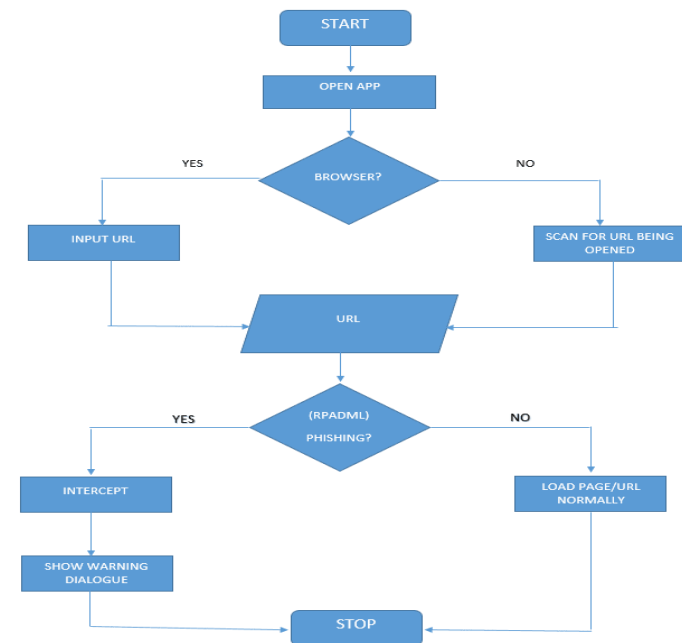 START
OPEN APP
BROWSER?
YES
NO
INPUT URL
SCAN FOR URL BEING
OPENED
URL
(RPADML)
PHISHING?
YES
NO
INTERCEPT
LOAD PAGE/URL
NORMALLY
SHOW WARNING
DIALOGUE
STOP